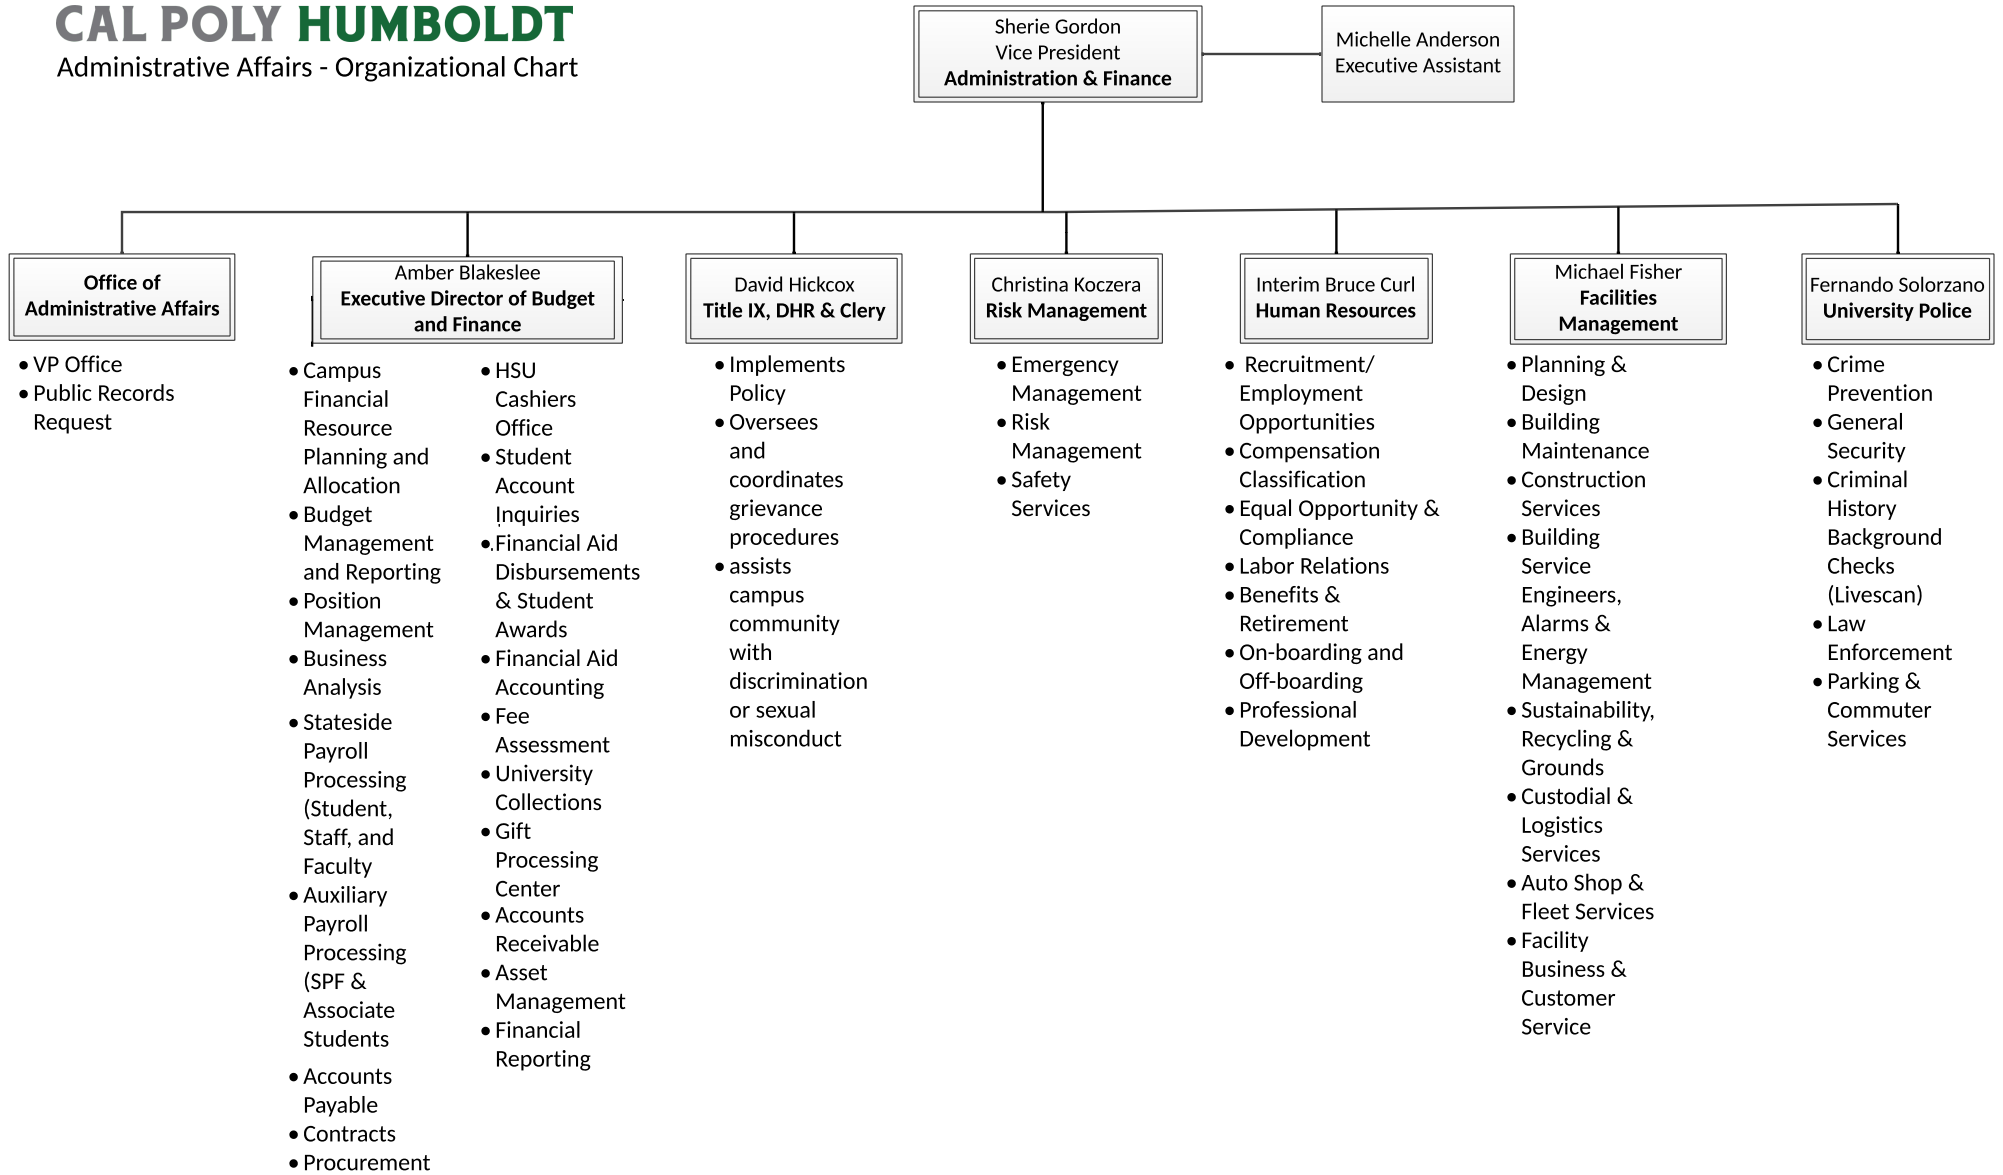 CAL POLY HUMBOLDT
Administrative Affairs - Organizational Chart
Sherie Gordon
Vice President
Administration & Finance
Michelle Anderson
Executive Assistant
Office of
Administrative Affairs
• VP Office
• Public Records
Request
Amber Blakeslee
Executive Director of Budget
and Finance
• Campus
Financial
Resource
Planning and
Allocation
• Budget
Management
and Reporting
• Position
Management
• Business
Analysis
• Stateside
Payroll
Processing
(Student,
Staff, and
Faculty
• Auxiliary
Payroll
Processing
(SPF &
Associate
Students
• Accounts
Payable
• Contracts
• Procurement
• HSU
Cashiers
Office
• Student
Account
Inquiries
• Financial Aid
Disbursements
& Student
Awards
• Financial Aid
Accounting
• Fee
Assessment
• University
Collections
• Gift
Processing
Center
• Accounts
Receivable
• Asset
Management
• Financial
Reporting
David Hickcox
Title IX, DHR & Clery
• Implements
Policy
• Oversees
and
coordinates
grievance
procedures
• assists
campus
community
with
discrimination
or sexual
misconduct
Christina Koczera
Risk Management
• Emergency
Management
• Risk
Management
• Safety
Services
Interim Bruce Curl
Human Resources
• Recruitment/
Employment
Opportunities
• Compensation
Classification
• Equal Opportunity &
Compliance
• Labor Relations
• Benefits &
Retirement
• On-boarding and
Off-boarding
• Professional
Development
Michael Fisher
Facilities
Management
• Planning &
Design
• Building
Maintenance
• Construction
Services
• Building
Service
Engineers,
Alarms &
Energy
Management
• Sustainability,
Recycling &
Grounds
• Custodial &
Logistics
Services
• Auto Shop &
Fleet Services
• Facility
Business &
Customer
Service
Fernando Solorzano
University Police
• Crime
Prevention
• General
Security
• Criminal
History
Background
Checks
(Livescan)
• Law
Enforcement
• Parking &
Commuter
Services